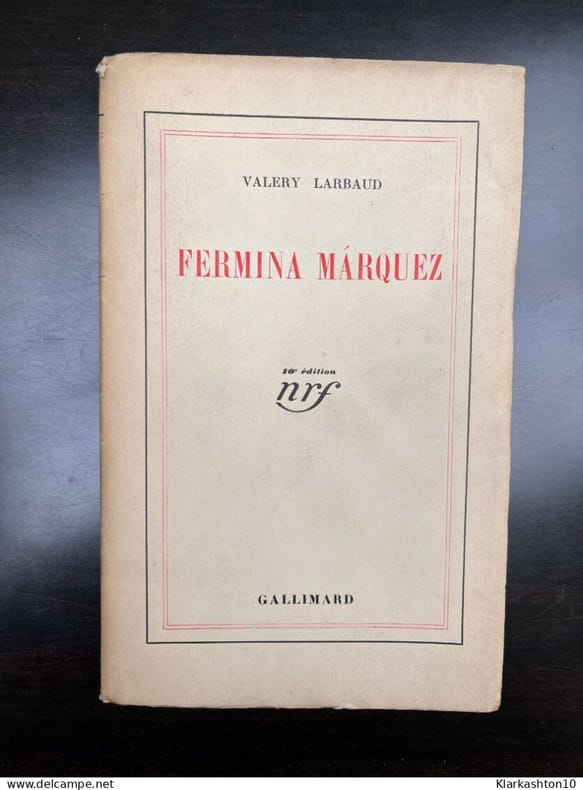 VALERY LARBAUD
FERMINA MÁRQUEZ
10ᵉ édition
nrf
GALLIMARD
www.delcampe.net
Klarkashton10